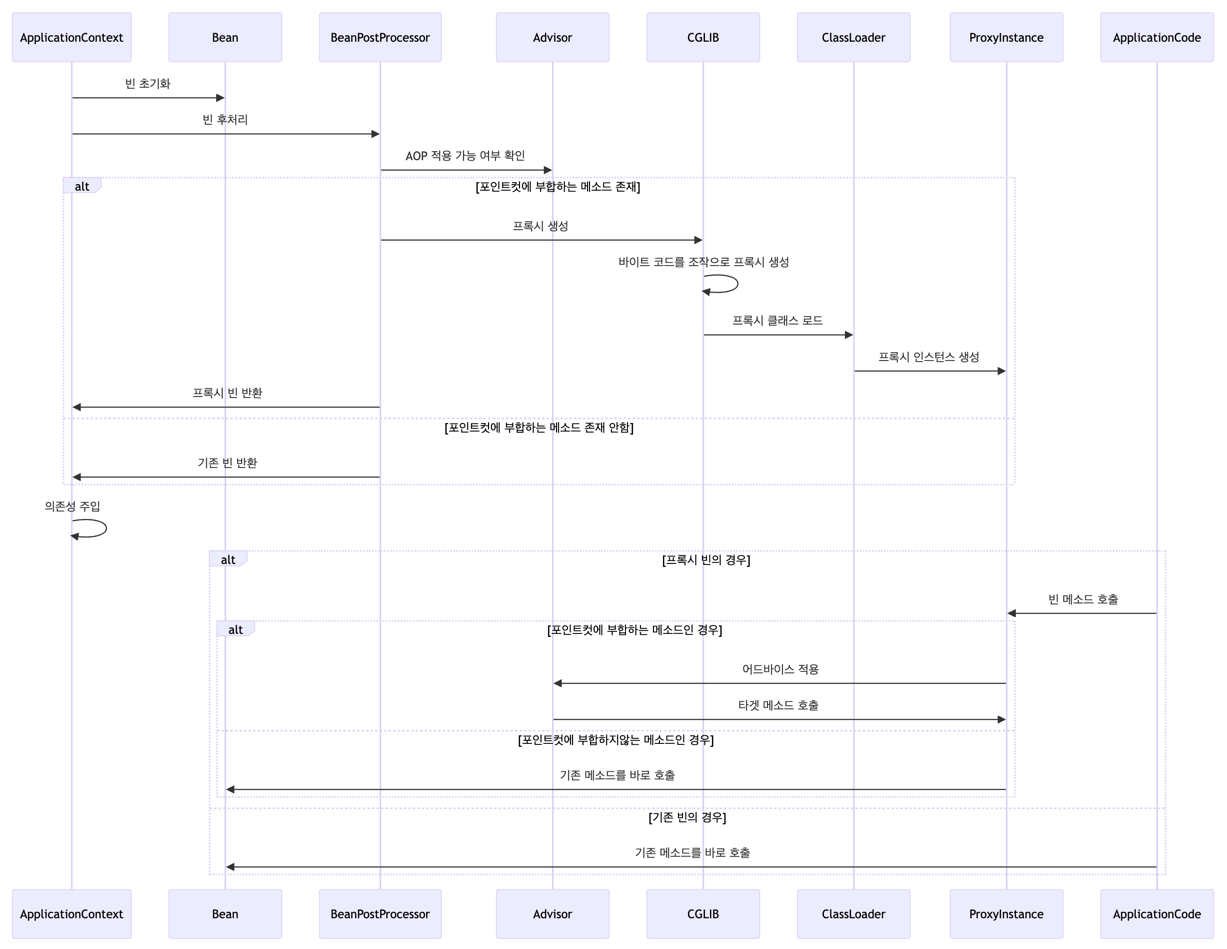 ApplicationContext
Bean
BeanPostProcessor
Advisor
CGLIB
ClassLoader
ProxyInstance
ApplicationCode
빈 초기화
빈 후처리
AOP 적용 가능 여부 확인
alt
[포인트컷에 부합하는 메소드 존재]
프록시 생성
바이트 코드를 조작으로 프록시 생성
프록시 클래스 로드
프록시 인스턴스 생성
프록시 빈 반환
[포인트컷에 부합하는 메소드 존재 안함]
기존 빈 반환
의존성 주입
alt
[프록시 빈의 경우]
빈 메소드 호출
alt
[포인트컷에 부합하는 메소드인 경우]
어드바이스 적용
타겟 메소드 호출
[포인트컷에 부합하지않는 메소드인 경우]
기존 메소드를 바로 호출
[기존 빈의 경우]
기존 메소드를 바로 호출
ApplicationContext
Bean
BeanPostProcessor
Advisor
CGLIB
ClassLoader
ProxyInstance
ApplicationCode